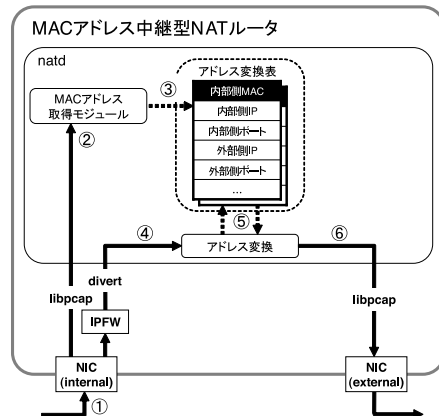 MACアドレス中継型NATルータ
natd
アドレス変換表
内部側MAC
内部側IP
内部側ポート
外部側IP
外部側ポート
…
MACアドレス
取得モジュール
③
②
⑤
④
アドレス変換
⑥
divert
libpcap
libpcap
IPFW
NIC
(internal)
NIC
(external)
①